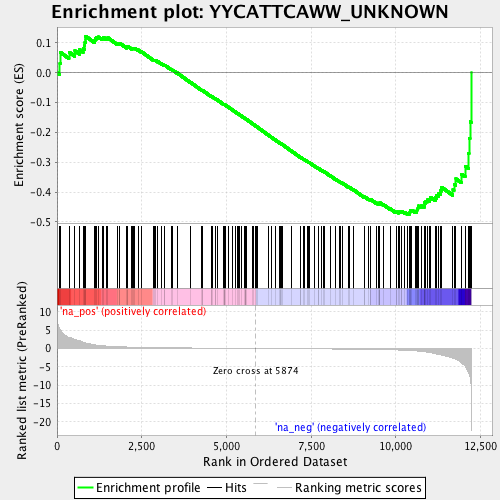 Enrichment plot: YYCATTCAWW_UNKNOWN
Enrichment score (ES)
0.1
0.0
-0.1
-0.2
-0.3
-0.4
-0.5
'na_pos' (positively correlated)
Ranked list metric (PreRanked)
10
5
0
-5
-10
-15
-20
Zero cross at 5874
'na_neg' (negatively correlated)
0
2,500
5,000
7,500
10,000
12,500
Rank in Ordered Dataset
Enrichment profile
Hits
Ranking metric scores